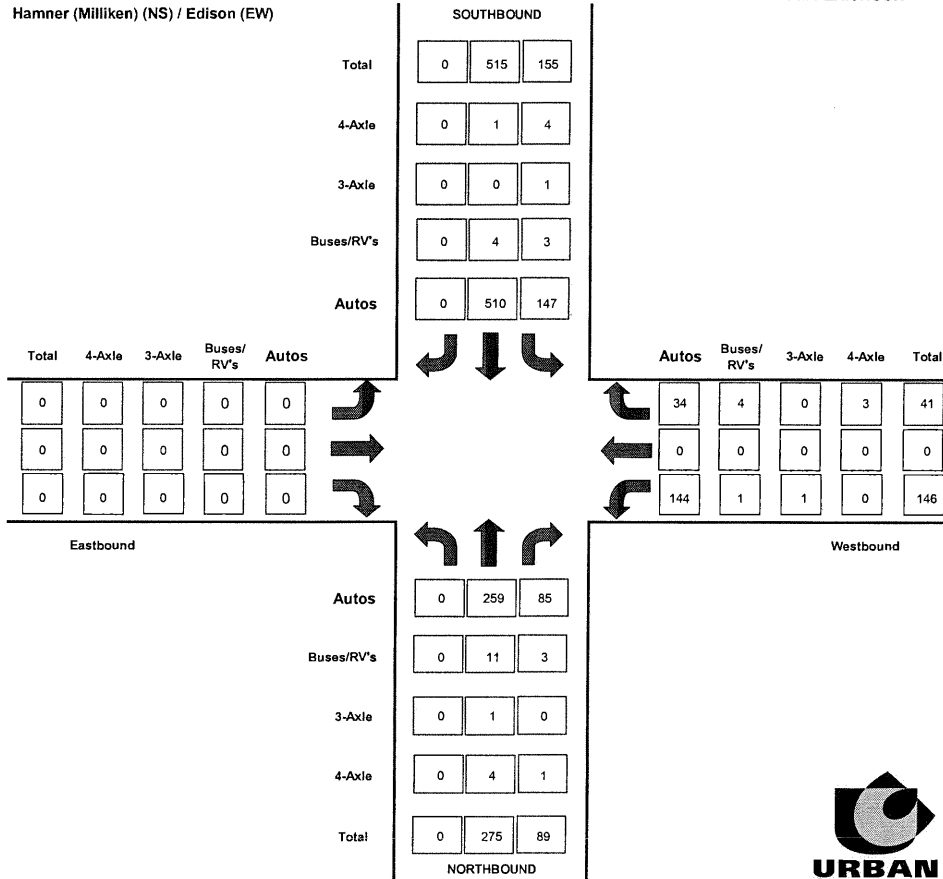 Hamner (Milliken) (NS) / Edison (EW)
SOUTHBOUND
Total 0 515 155
4-Axle 0 1 4
3-Axle 0 0 1
Buses/RV's 0 4 3
Autos 0 510 147
Total 4-Axle 3-Axle Buses/ RV's Autos
0 0 0 0 0
0 0 0 0 0
0 0 0 0 0
Eastbound
Autos Buses/ RV's 3-Axle 4-Axle Total
34 4 0 3 41
0 0 0 0 0
144 1 1 0 146
Westbound
Autos 0 259 85
Buses/RV's 0 11 3
3-Axle 0 1 0
4-Axle 0 4 1
Total 0 275 89
NORTHBOUND
URBAN